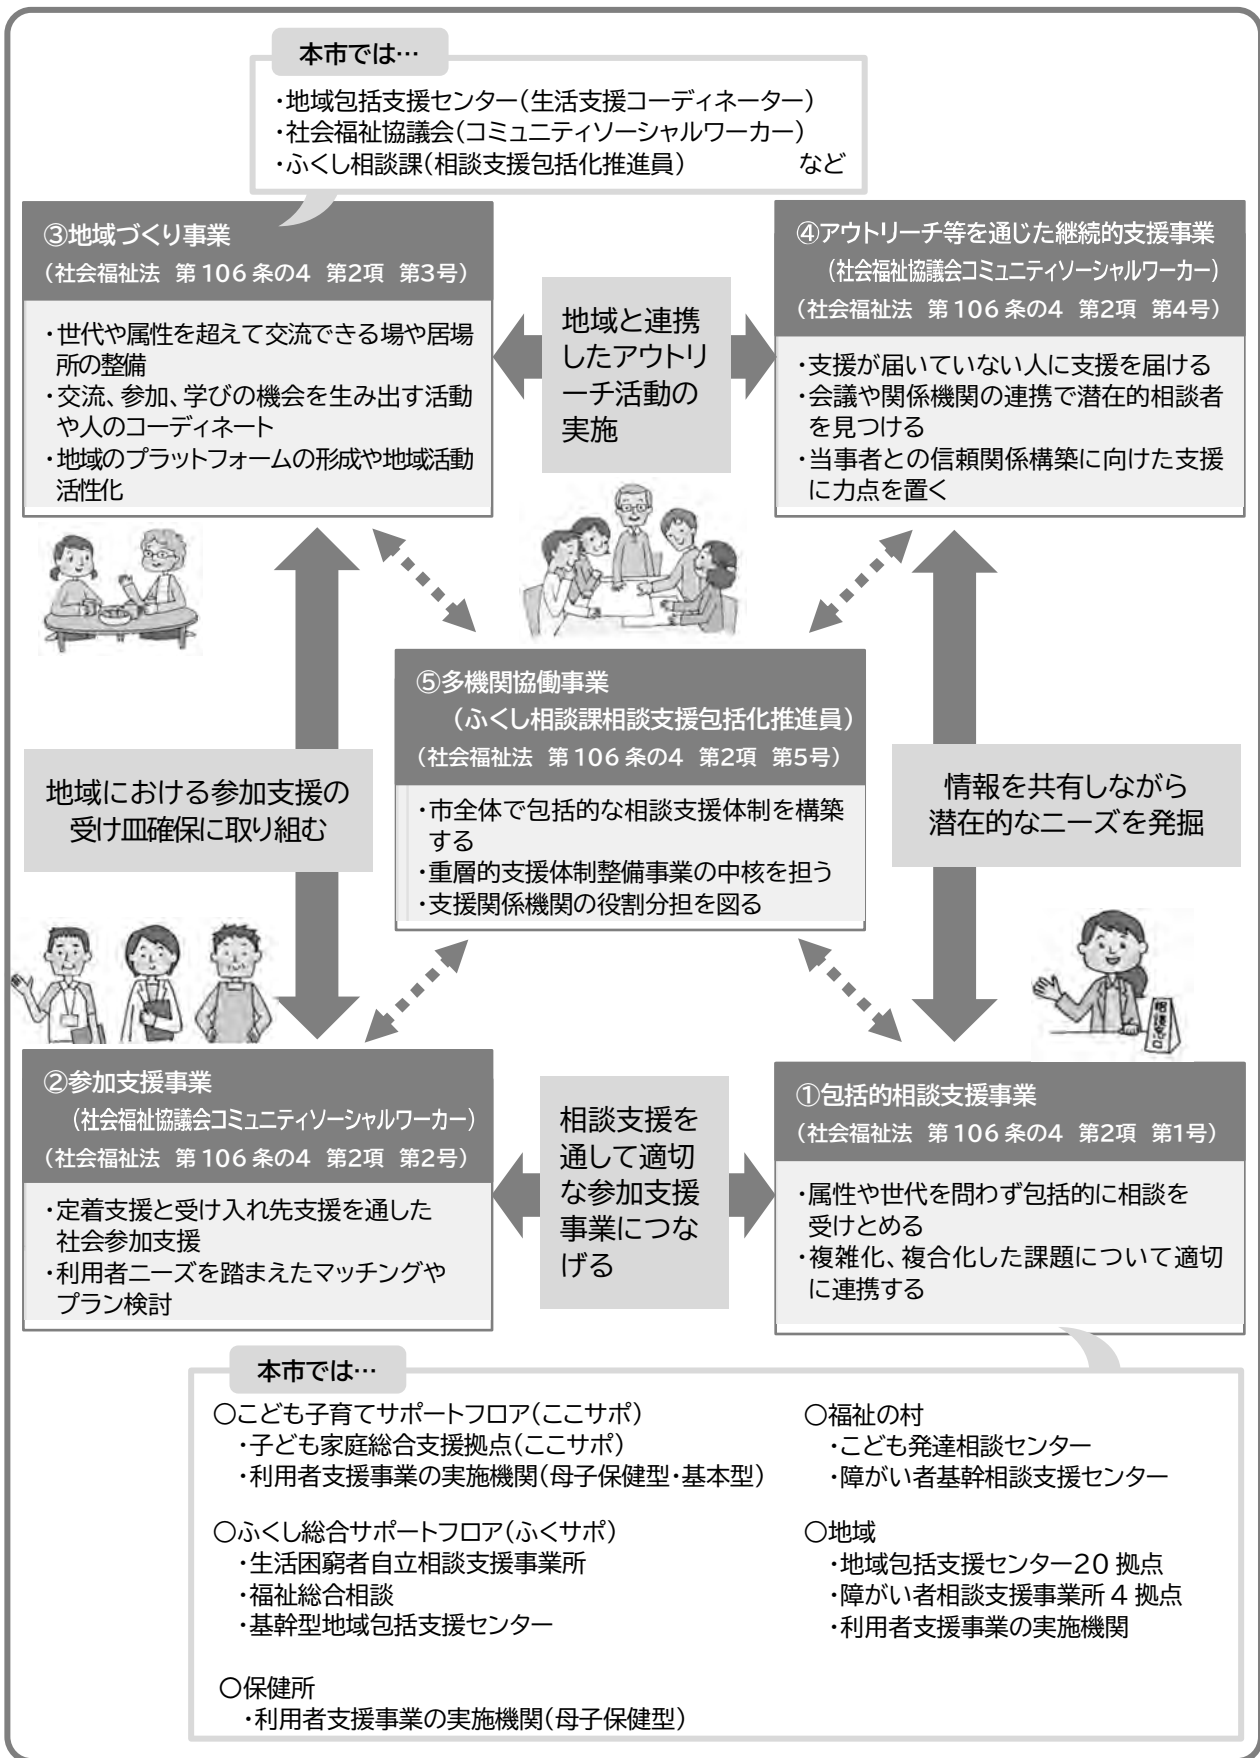 本市では…
・地域包括支援センター(生活支援コーディネーター)
・社会福祉協議会(コミュニティソーシャルワーカー)
・ふくし相談課(相談支援包括化推進員)　　　　など
③地域づくり事業
(社会福祉法 第106条の4 第2項 第3号)
・世代や属性を超えて交流できる場や居場
所の整備
・交流、参加、学びの機会を生み出す活動
や人のコーディネート
・地域のプラットフォームの形成や地域活動
活性化
地域と連携
したアウトリ
ーチ活動の
実施
④アウトリーチ等を通じた継続的支援事業
(社会福祉協議会コミュニティソーシャルワーカー)
(社会福祉法 第106条の4 第2項 第4号)
・支援が届いていない人に支援を届ける
・会議や関係機関の連携で潜在的相談者
を見つける
・当事者との信頼関係構築に向けた支援
に力点を置く
⑤多機関協働事業
(ふくし相談課相談支援包括化推進員)
(社会福祉法 第106条の4 第2項 第5号)
・市全体で包括的な相談支援体制を構築
する
・重層的支援体制整備事業の中核を担う
・支援関係機関の役割分担を図る
地域における参加支援の
受け皿確保に取り組む
情報を共有しながら
潜在的なニーズを発掘
相談窓口
②参加支援事業
(社会福祉協議会コミュニティソーシャルワーカー)
(社会福祉法 第106条の4 第2項 第2号)
・定着支援と受け入れ先支援を通した
社会参加支援
・利用者ニーズを踏まえたマッチングや
プラン検討
相談支援を
通して適切
な参加支援
事業につな
げる
①包括的相談支援事業
(社会福祉法 第106条の4 第2項 第1号)
・属性や世代を問わず包括的に相談を
受けとめる
・複雑化、複合化した課題について適切
に連携する
本市では…
○こども子育てサポートフロア(ここサポ)
・子ども家庭総合支援拠点(ここサポ)
・利用者支援事業の実施機関(母子保健型・基本型)
○ふくし総合サポートフロア(ふくサポ)
・生活困窮者自立相談支援事業所
・福祉総合相談
・基幹型地域包括支援センター
○保健所
・利用者支援事業の実施機関(母子保健型)
○福祉の村
・こども発達相談センター
・障がい者基幹相談支援センター
○地域
・地域包括支援センター20拠点
・障がい者相談支援事業所4拠点
・利用者支援事業の実施機関